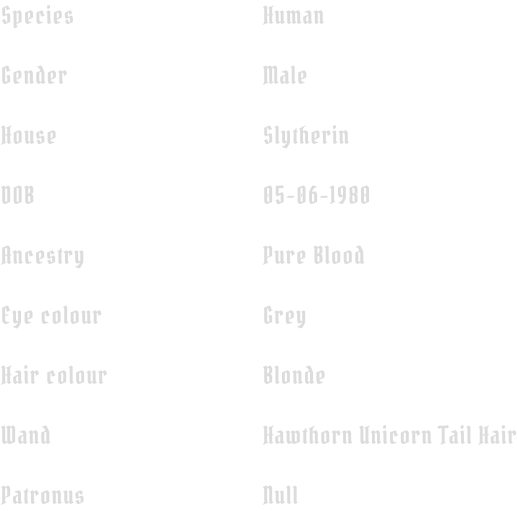 Species Human
Gender Male
House Slytherin
DOB 05-06-1980
Ancestry Pure Blood
Eye colour Grey
Hair colour Blonde
Wand Hawthorn Unicorn Tail Hair
Patronus Null